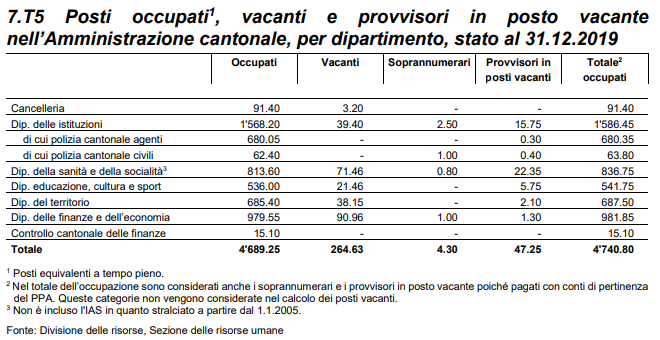 7.T5 Posti occupati¹, vacanti e provvisori in posto vacante
nell'Amministrazione cantonale, per dipartimento, stato al 31.12.2019
Occupati Vacanti Soprannumerari Provvisori in posti vacanti Totale² occupati
Cancelleria 91.40 3.20 - - 91.40
Dip. delle istituzioni 1'568.20 39.40 2.50 15.75 1'586.45
di cui polizia cantonale agenti 680.05 - - 0.30 680.35
di cui polizia cantonale civili 62.40 - 1.00 0.40 63.80
Dip. della sanità e della socialità³ 813.60 71.46 0.80 22.35 836.75
Dip. educazione, cultura e sport 536.00 21.46 5.75 541.75
Dip. del territorio 685.40 38.15 - 2.10 687.50
Dip. delle finanze e dell'economia 979.55 90.96 1.00 1.30 981.85
Controllo cantonale delle finanze 15.10 - - - 15.10
Totale 4'689.25 264.63 4.30 47.25 4'740.80
¹ Posti equivalenti a tempo pieno.
² Nel totale dell'occupazione sono considerati anche i soprannumerari e i provvisori in posto vacante poiché pagati con conti di pertinenza
del PPA. Queste categorie non vengono considerate nel calcolo dei posti vacanti.
³ Non è incluso l'IAS in quanto stralciato a partire dal 1.1.2005.
Fonte: Divisione delle risorse, Sezione delle risorse umane